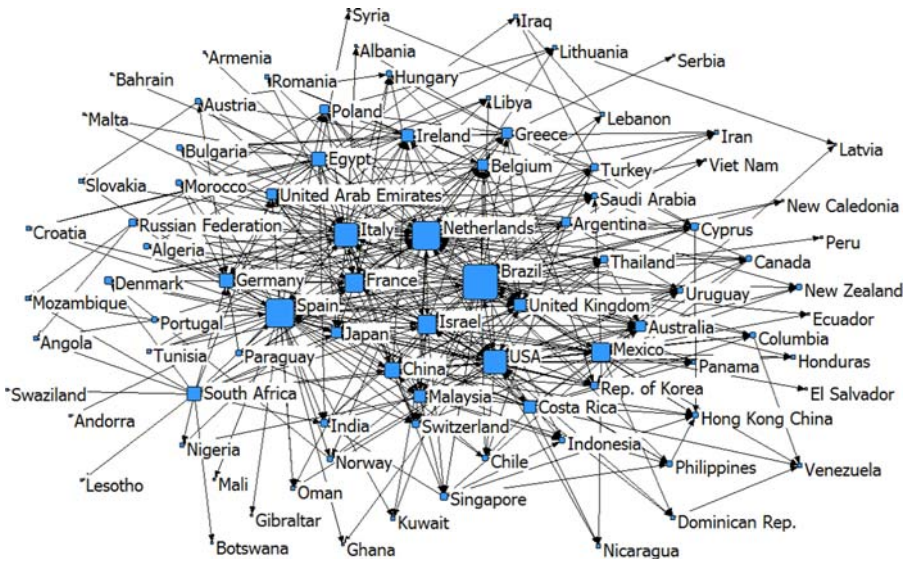 Syria
Iraq
Albania
Lithuania
Armenia
Serbia
Bahrain
Romania
Hungary
Austria
Libya
Malta
Poland
Lebanon
Ireland
Greece
Iran
Bulgaria
Egypt
Belgium
Latvia
Turkey
Viet Nam
Slovakia
Morocco
United Arab Emirates
Saudi Arabia
New Caledonia
Croatia
Russian Federation
Italy
Netherlands
Argentina
Cyprus
Peru
Algeria
Thailand
Canada
Denmark
Germany
France
Brazil
Uruguay
New Zealand
Mozambique
Spain
United Kingdom
Ecuador
Angola
Portugal
Japan
Israel
Australia
Columbia
Tunisia
Paraguay
USA
Mexico
Panama
Honduras
China
Swaziland
South Africa
Malaysia
Rep. of Korea
El Salvador
Costa Rica
Andorra
India
Switzerland
Hong Kong China
Nigeria
Indonesia
Norway
Chile
Philippines
Venezuela
Lesotho
Mali
Oman
Singapore
Gibraltar
Kuwait
Dominican Rep.
Botswana
Ghana
Nicaragua